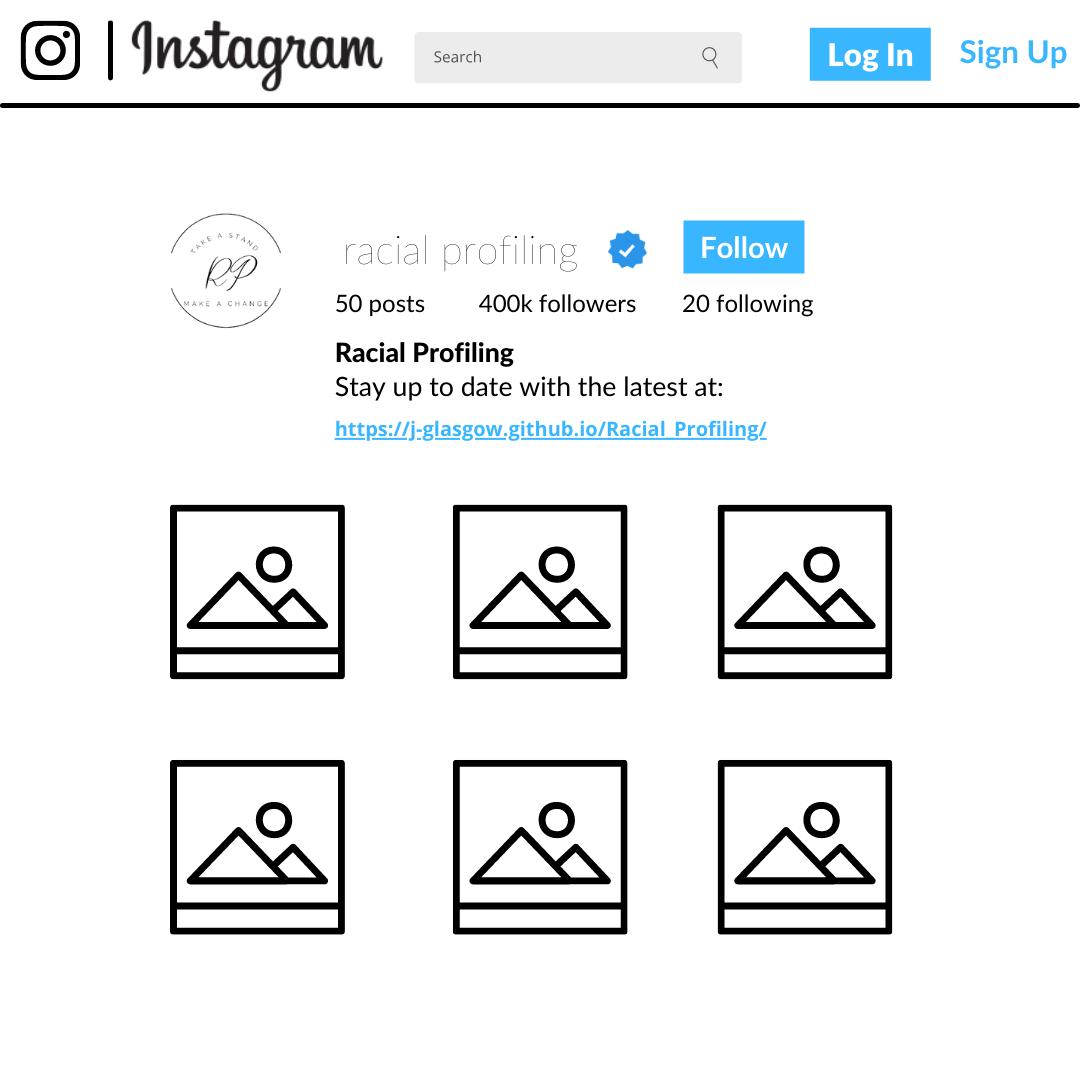 Instagram
Search
Log In
Sign Up
TAKE A STAND
RP
MAKE A CHANGE
racial profiling
Follow
50 posts
400k followers
20 following
Racial Profiling
Stay up to date with the latest at:
https://j-glasgow.github.io/Racial_Profiling/